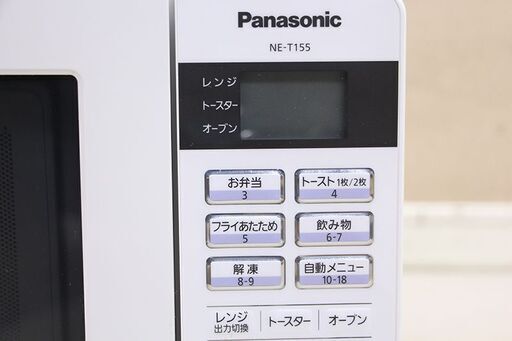 Panasonic
NE-T155
レンジ
トースター
オーブン
お弁当
3
トースト1枚/2枚
4
フライあたため
5
飲み物
6-7
解凍
8-9
自動メニュー
10-18
レンジ
出力切換
トースター
オーブン